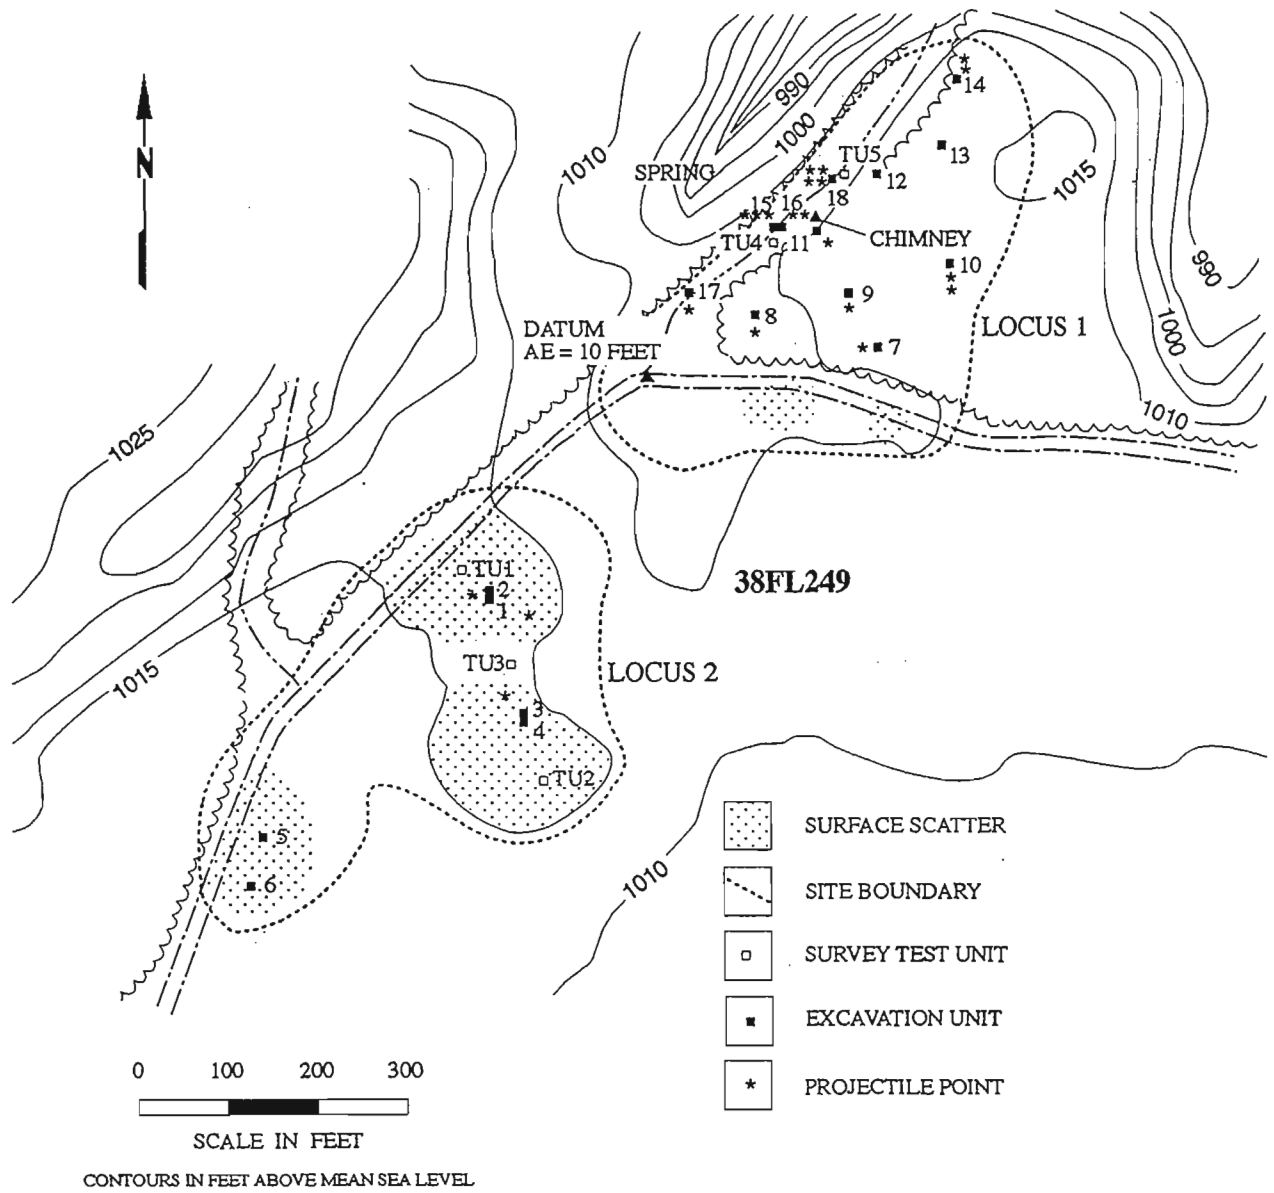 990
1000
14
N
1010
SPRING
TU5
13
12
1015
15
16
18
TU4
11
CHIMNEY
990
10
17
9
8
DATUM
AE = 10 FEET
LOCUS 1
7
1000
1010
1025
38FL249
TU1
2
1
TU3
LOCUS 2
1015
3
4
TU2
5
6
1010
SURFACE SCATTER
SITE BOUNDARY
SURVEY TEST UNIT
EXCAVATION UNIT
PROJECTILE POINT
0 100 200 300
SCALE IN FEET
CONTOURS IN FEET ABOVE MEAN SEA LEVEL